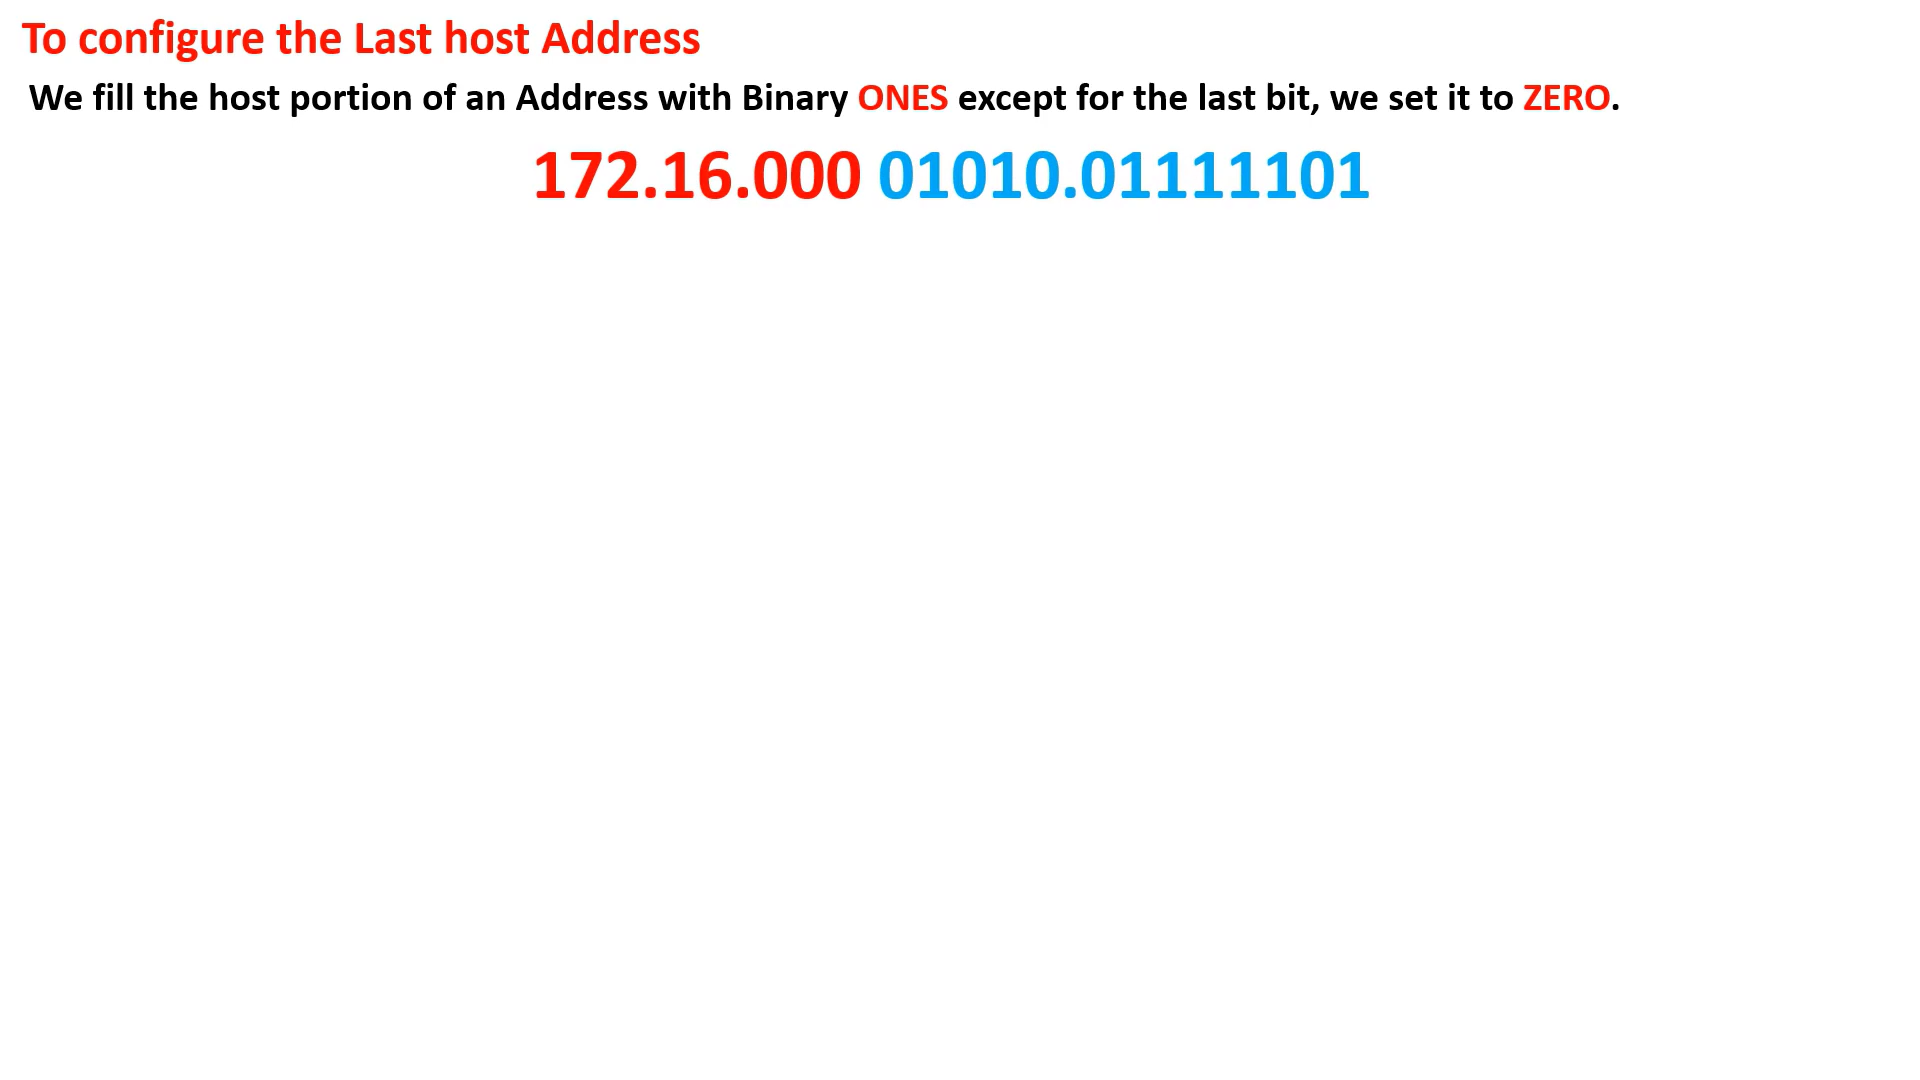 To configure the Last host Address
We fill the host portion of an Address with Binary ONES except for the last bit, we set it to ZERO.
172.16.000 01010.01111101